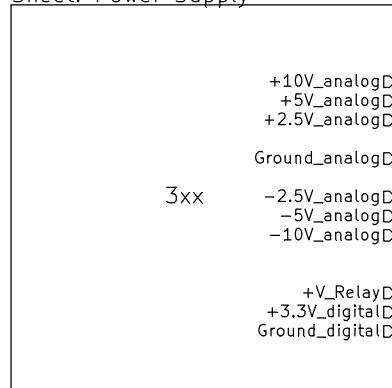 Sheet: Power Supply
+10V_analog
+5V_analog
+2.5V_analog
Ground_analog
3xx
-2.5V_analog
-5V_analog
-10V_analog
+V_Relay
+3.3V_digital
Ground_digital